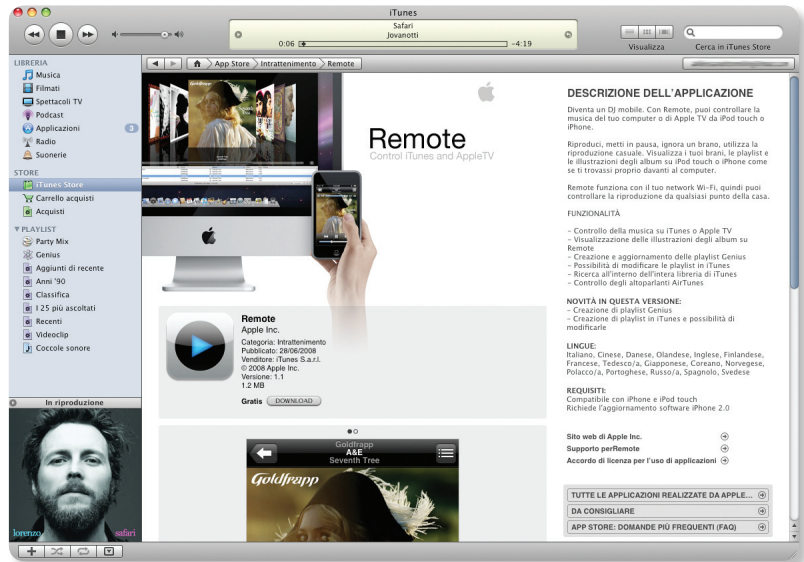 iTunes
Safari
Jovanotti
0:06
-4:19
Visualizza
Cerca in iTunes Store
LIBRERIA
Musica
Filmati
Spettacoli TV
Podcast
Applicazioni 3
Radio
Suonerie
STORE
iTunes Store
Carrello acquisti
Acquisti
PLAYLIST
Party Mix
Genius
Aggiunti di recente
Anni '90
Classifica
I 25 più ascoltati
Recenti
Videoclip
Coccole sonore
In riproduzione
lorenzo safari
App Store Intrattenimento Remote
Remote
Control iTunes and AppleTV
Remote
Apple Inc.
Categoria: Intrattenimento
Pubblicato: 28/06/2008
Venditore: iTunes S.a.r.l.
© 2008 Apple Inc.
Versione: 1.1
1.2 MB
Gratis DOWNLOAD
Goldfrapp
A&E
Seventh Tree
Goldfrapp
DESCRIZIONE DELL'APPLICAZIONE
Diventa un DJ mobile. Con Remote, puoi controllare la
musica del tuo computer o di Apple TV da iPod touch o
iPhone.
Riproduci, metti in pausa, ignora un brano, utilizza la
riproduzione casuale. Visualizza i tuoi brani, le playlist e
le illustrazioni degli album su iPod touch o iPhone come
se ti trovassi proprio davanti al computer.
Remote funziona con il tuo network Wi-Fi, quindi puoi
controllare la riproduzione da qualsiasi punto della casa.
FUNZIONALITÀ
- Controllo della musica su iTunes o Apple TV
- Visualizzazione delle illustrazioni degli album su
Remote
- Creazione e aggiornamento delle playlist Genius
- Possibilità di modificare le playlist in iTunes
- Ricerca all'interno dell'intera libreria di iTunes
- Controllo degli altoparlanti AirTunes
NOVITÀ IN QUESTA VERSIONE:
- Creazione di playlist Genius
- Creazione di playlist in iTunes e possibilità di
modificarle
LINGUE:
Italiano, Cinese, Danese, Olandese, Inglese, Finlandese,
Francese, Tedesco/a, Giapponese, Coreano, Norvegese,
Polacco/a, Portoghese, Russo/a, Spagnolo, Svedese
REQUISITI:
Compatibile con iPhone e iPod touch
Richiede l'aggiornamento software iPhone 2.0
Sito web di Apple Inc.
Supporto perRemote
Accordo di licenza per l'uso di applicazioni
TUTTE LE APPLICAZIONI REALIZZATE DA APPLE...
DA CONSIGLIARE
APP STORE: DOMANDE PIÙ FREQUENTI (FAQ)